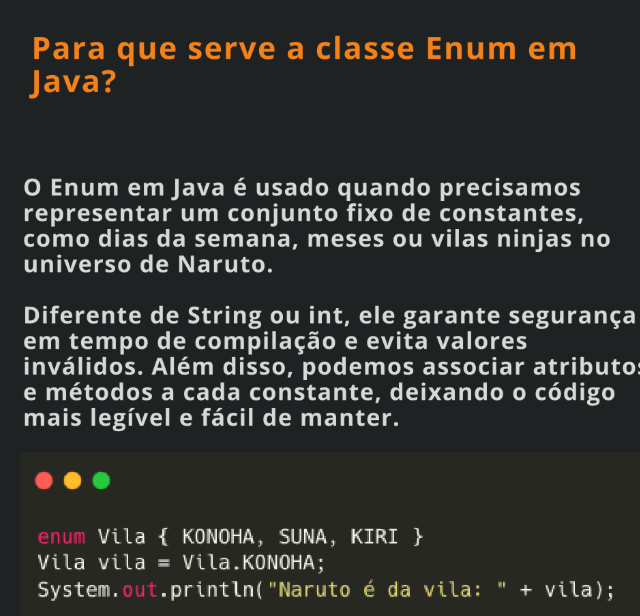 Para que serve a classe Enum em
Java?
O Enum em Java é usado quando precisamos
representar um conjunto fixo de constantes,
como dias da semana, meses ou vilas ninjas no
universo de Naruto.
Diferente de String ou int, ele garante segurança
em tempo de compilação e evita valores
inválidos. Além disso, podemos associar atributos
e métodos a cada constante, deixando o código
mais legível e fácil de manter.
enum Vila { KONOHA, SUNA, KIRI }
Vila vila = Vila.KONOHA;
System.out.println("Naruto é da vila: " + vila);